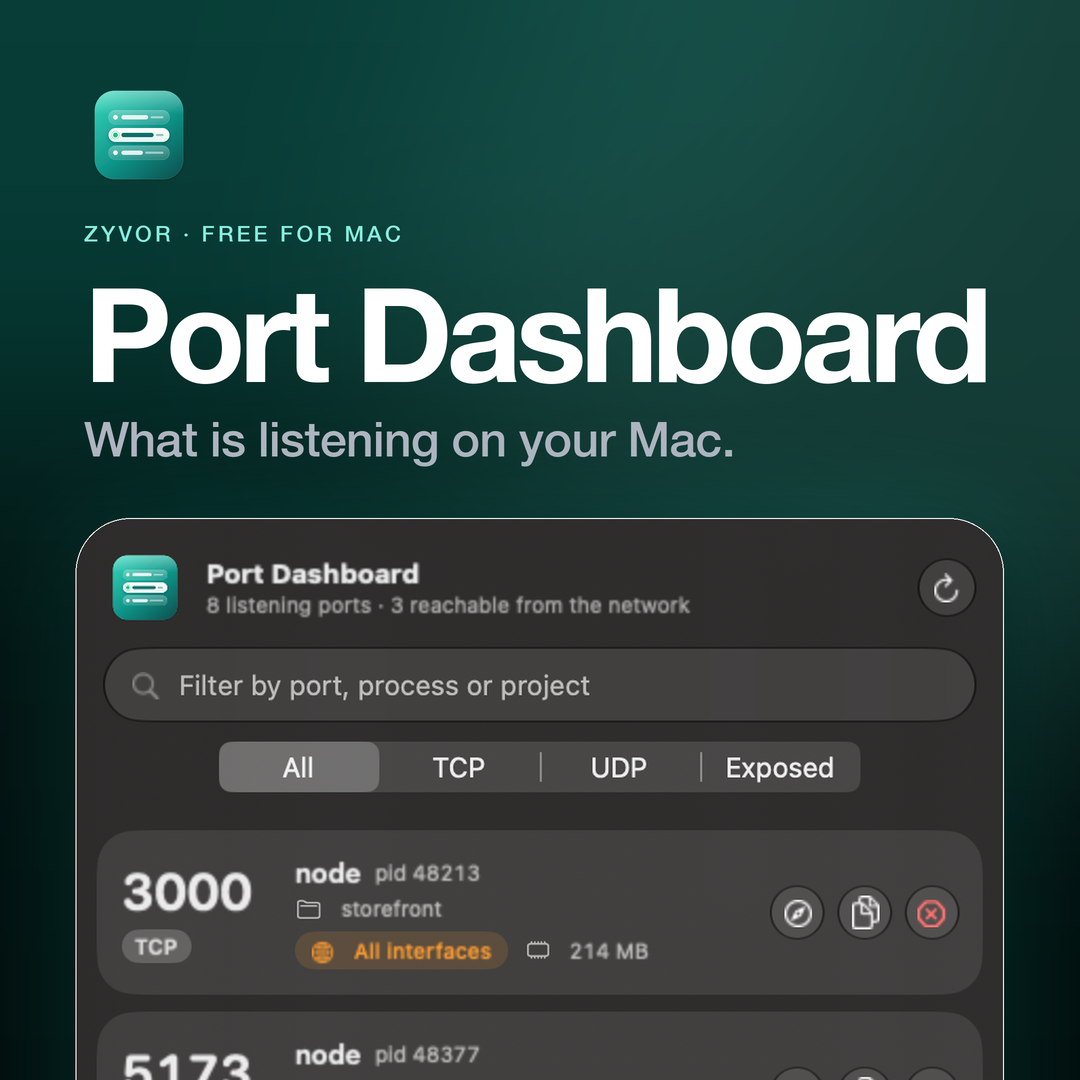 ZYVOR · FREE FOR MAC
Port Dashboard
What is listening on your Mac.
Port Dashboard
8 listening ports · 3 reachable from the network
Filter by port, process or project
All TCP UDP Exposed
3000 node pid 48213
storefront
TCP All interfaces 214 MB
5173 node pid 48377